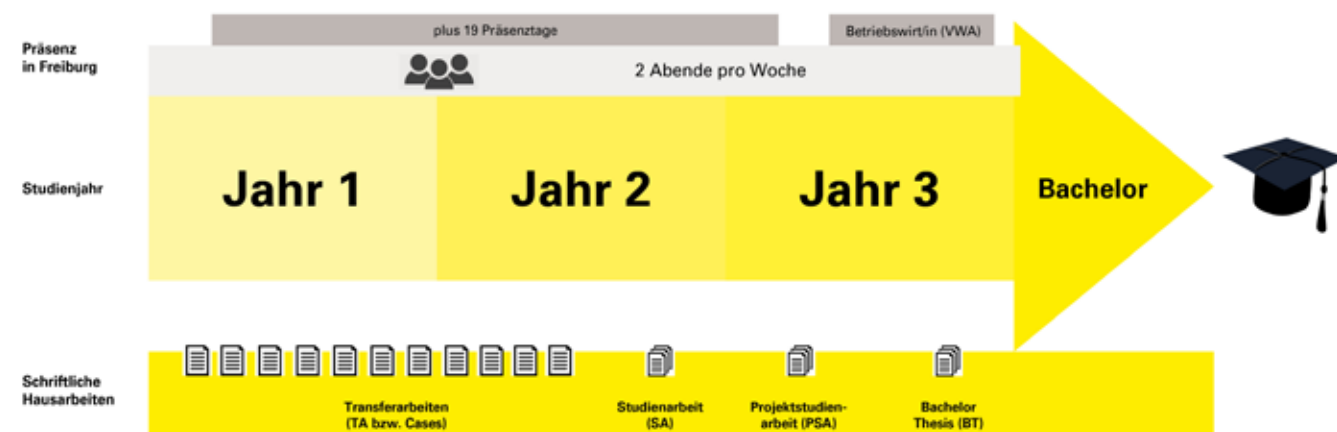 Präsenz
in Freiburg
plus 19 Präsenztage
Betriebswirt/in (VWA)
2 Abende pro Woche
Studienjahr
Jahr 1
Jahr 2
Jahr 3
Bachelor
Schriftliche
Hausarbeiten
Transferarbeiten
(TA bzw. Cases)
Studienarbeit
(SA)
Projektstudien-
arbeit (PSA)
Bachelor
Thesis (BT)